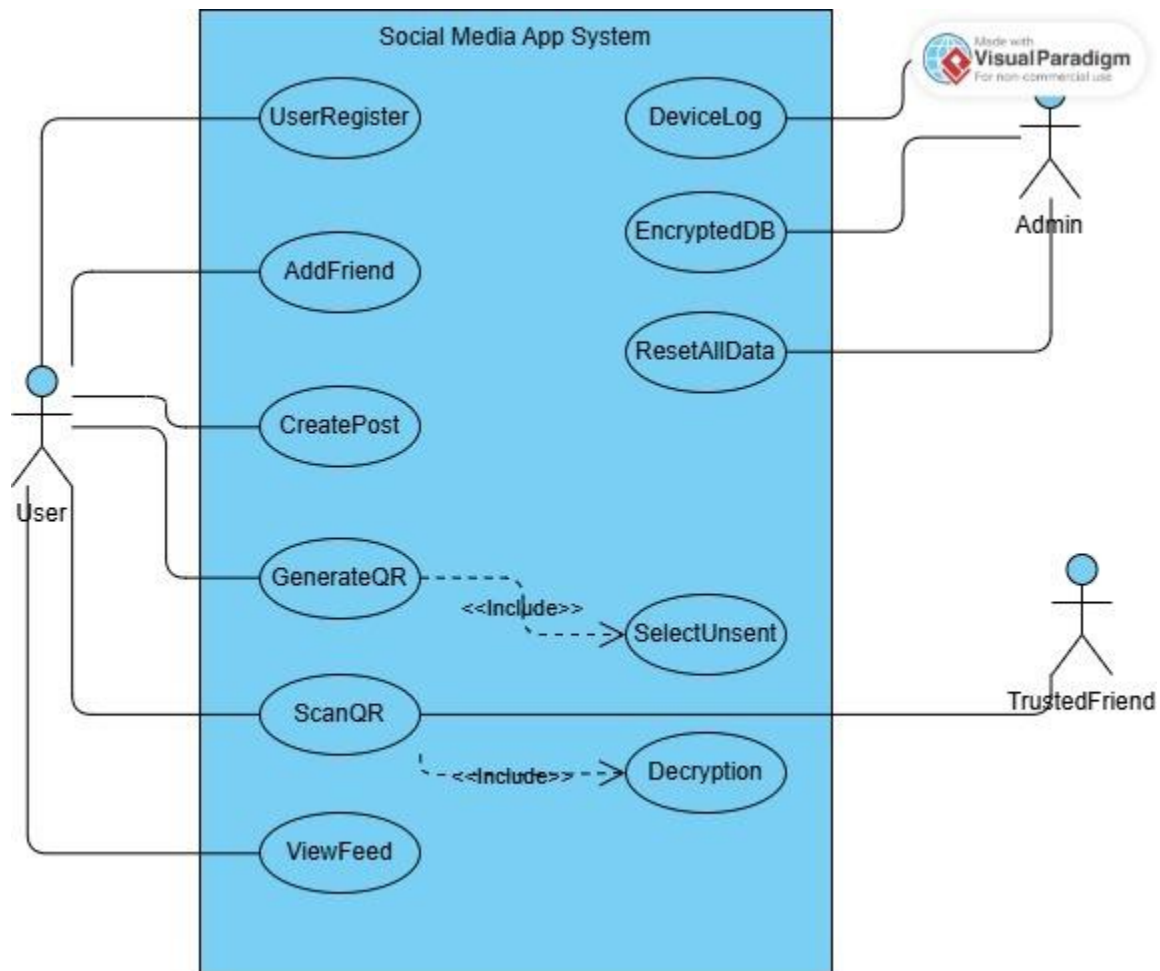 Social Media App System
Made with
Visual Paradigm
For non-commercial use
UserRegister
DeviceLog
EncryptedDB
Admin
AddFriend
ResetAllData
CreatePost
User
GenerateQR
<<Include>>
SelectUnsent
ScanQR
TrustedFriend
<<Include>>
Decryption
ViewFeed